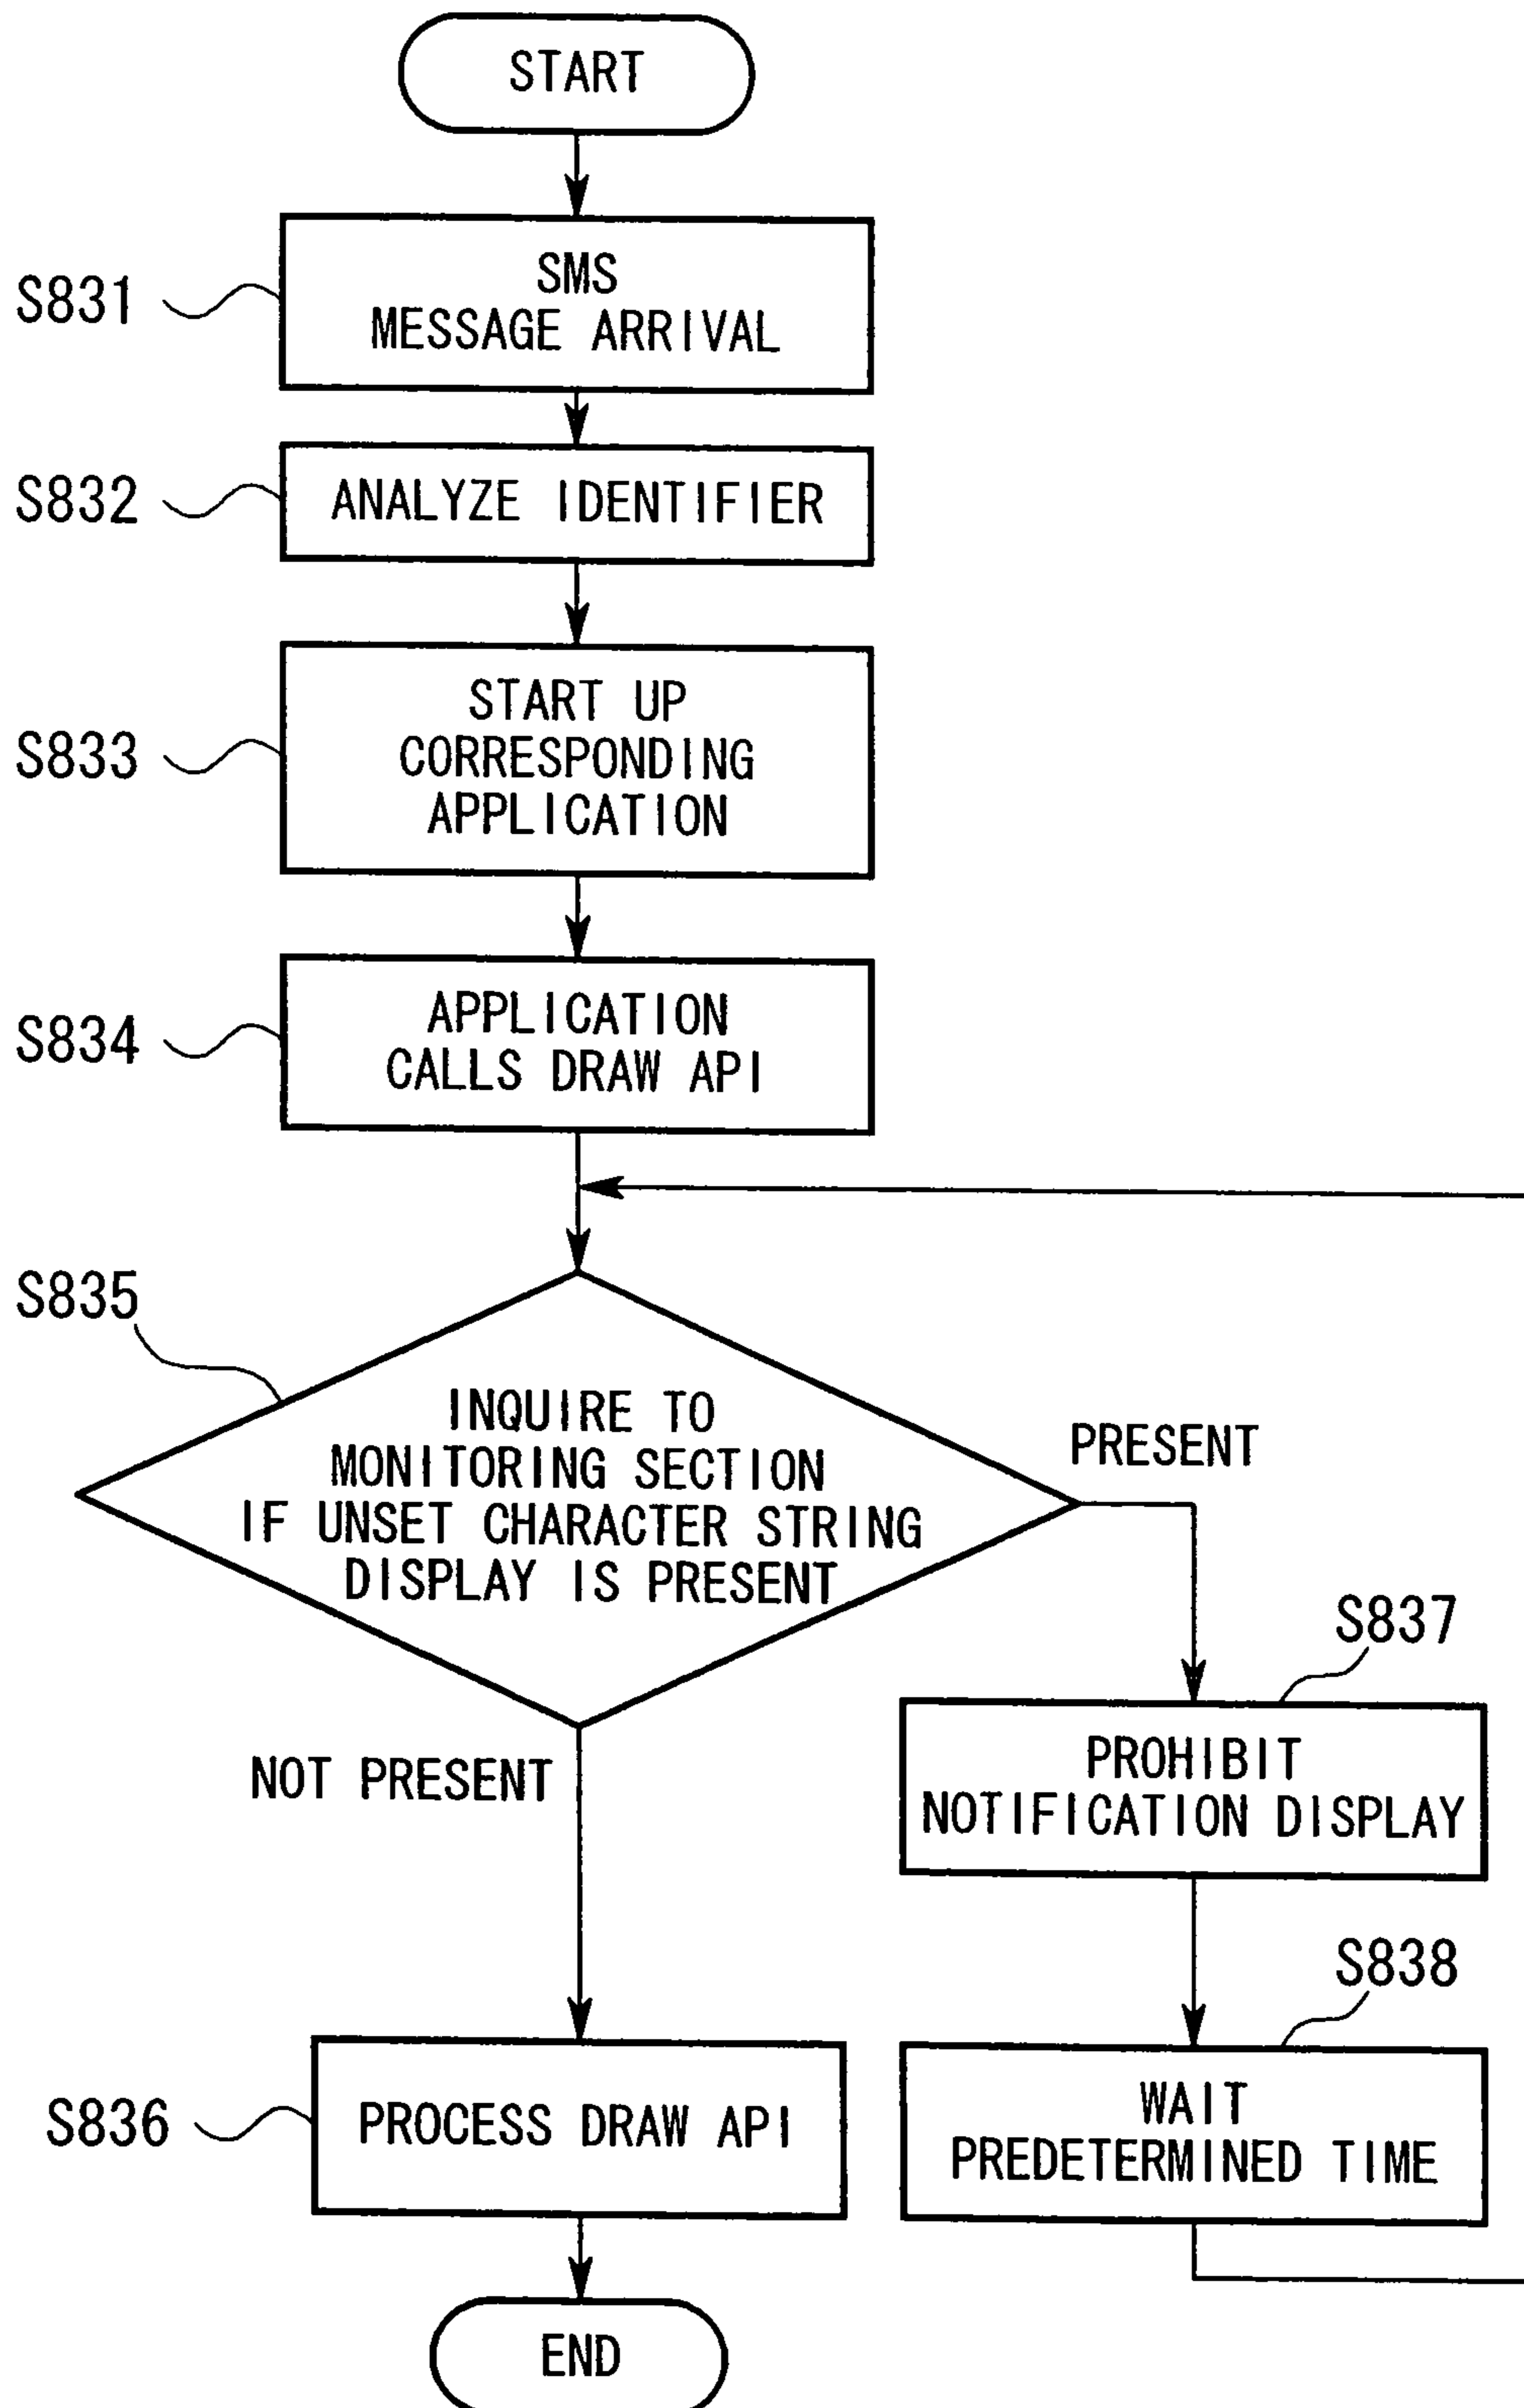 START
S831
SMS
MESSAGE ARRIVAL
S832
ANALYZE IDENTIFIER
S833
START UP
CORRESPONDING
APPLICATION
S834
APPLICATION
CALLS DRAW API
S835
INQUIRE TO
MONITORING SECTION
IF UNSET CHARACTER STRING
DISPLAY IS PRESENT
PRESENT
NOT PRESENT
S837
PROHIBIT
NOTIFICATION DISPLAY
S838
WAIT
PREDETERMINED TIME
S836
PROCESS DRAW API
END